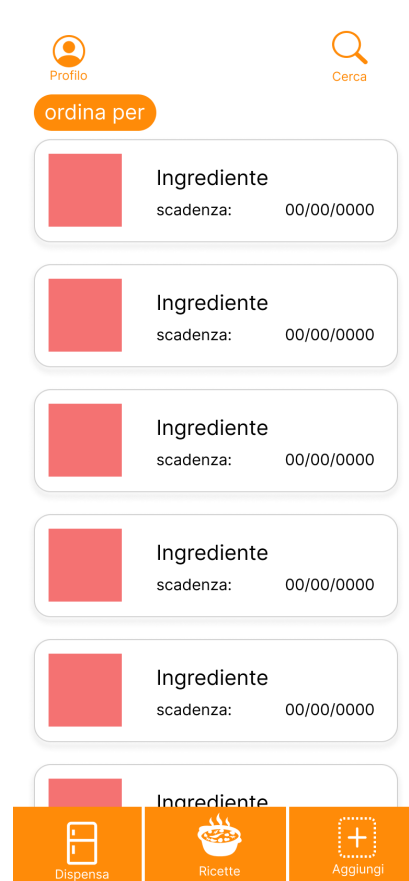 Profilo
Cerca
ordina per
Ingrediente
scadenza: 00/00/0000
Ingrediente
scadenza: 00/00/0000
Ingrediente
scadenza: 00/00/0000
Ingrediente
scadenza: 00/00/0000
Ingrediente
scadenza: 00/00/0000
Ingrediente
Dispensa
Ricette
Aggiungi